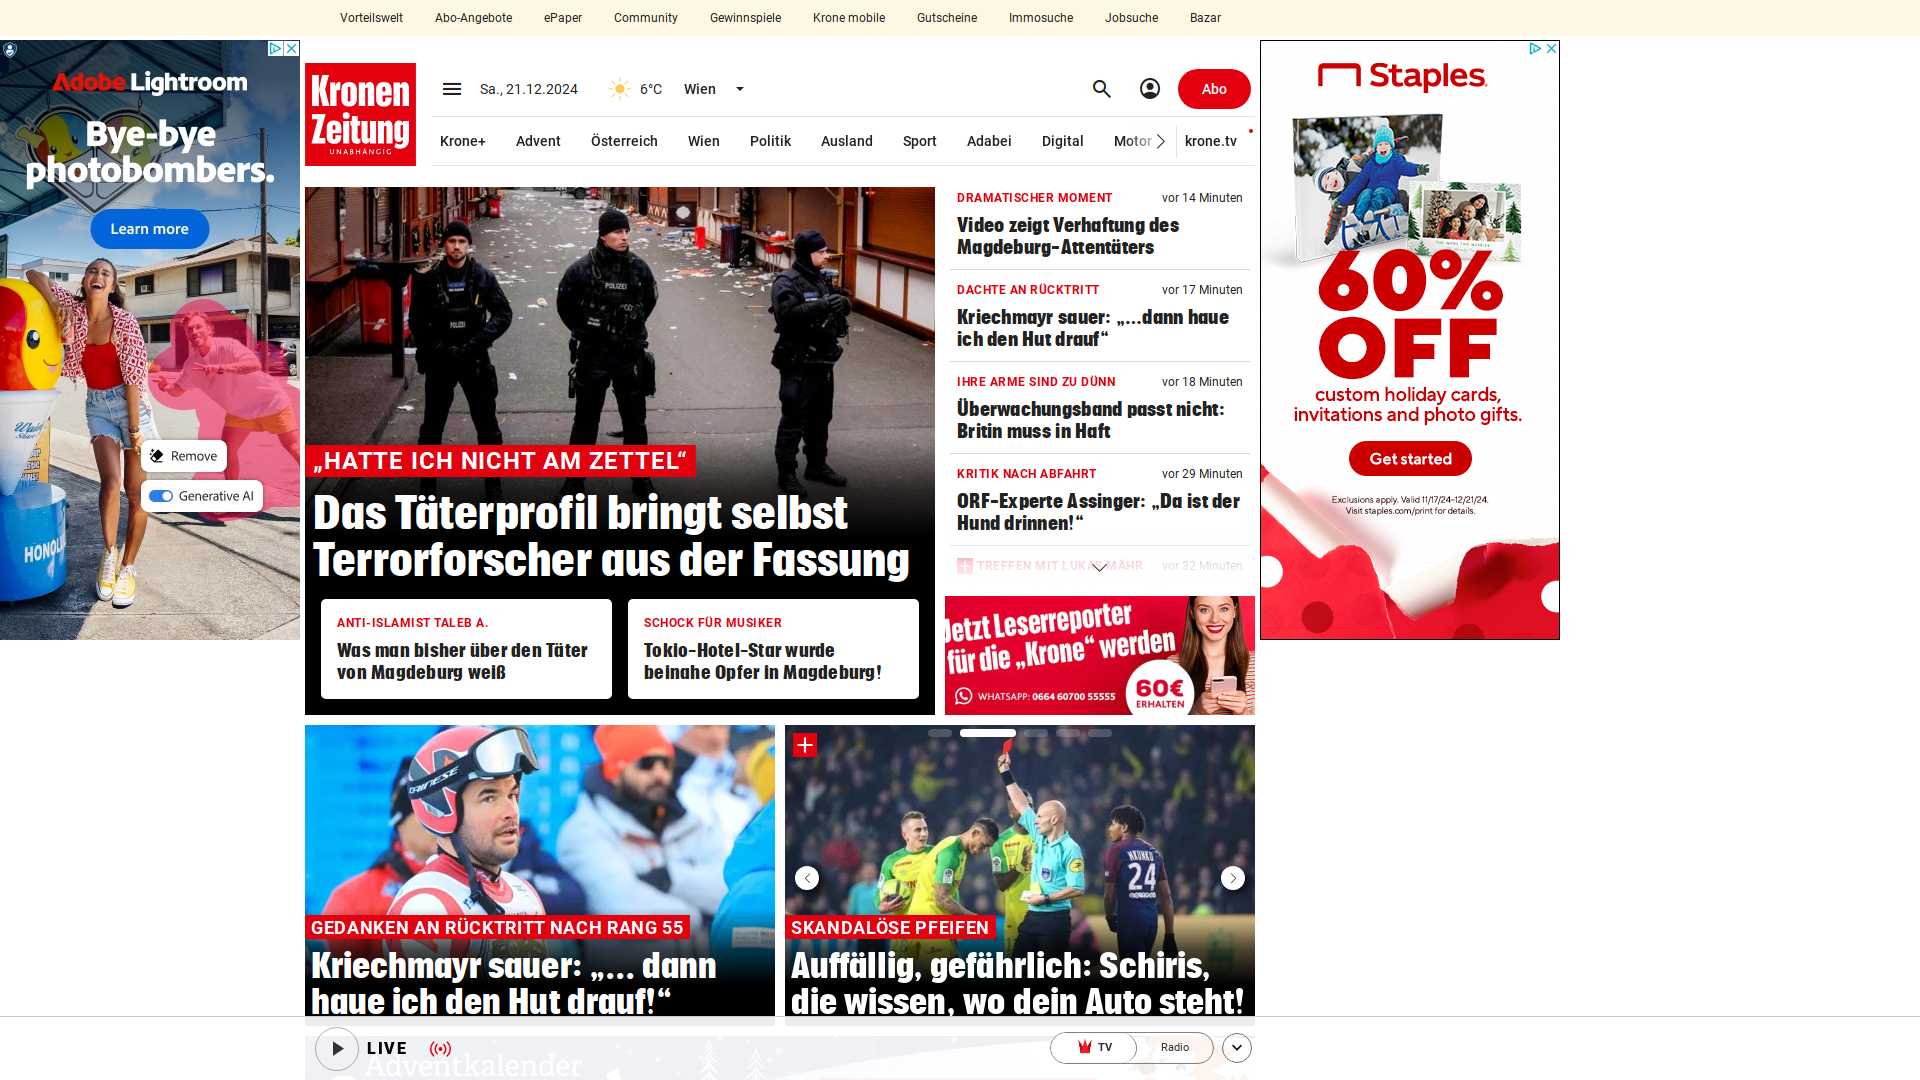 Vorteilswelt Abo-Angebote ePaper Community Gewinnspiele Krone mobile Gutscheine Immosuche Jobsuche Bazar
Adobe Lightroom
Bye-bye
photobombers.
Learn more
Remove
Generative AI
HONOL
Kronen
Zeitung
UNABHÄNGIG
Sa., 21.12.2024 6°C Wien
Abo
Krone+ Advent Österreich Wien Politik Ausland Sport Adabei Digital Motor krone.tv
POLIZEI
POLIZEI
„HATTE ICH NICHT AM ZETTEL“
Das Täterprofil bringt selbst
Terrorforscher aus der Fassung
ANTI-ISLAMIST TALEB A.
Was man bisher über den Täter
von Magdeburg weiß
SCHOCK FÜR MUSIKER
Tokio-Hotel-Star wurde
beinahe Opfer in Magdeburg!
DRAMATISCHER MOMENT vor 14 Minuten
Video zeigt Verhaftung des
Magdeburg-Attentäters
DACHTE AN RÜCKTRITT vor 17 Minuten
Kriechmayr sauer: „...dann haue
ich den Hut drauf“
IHRE ARME SIND ZU DÜNN vor 18 Minuten
Überwachungsband passt nicht:
Britin muss in Haft
KRITIK NACH ABFAHRT vor 29 Minuten
ORF-Experte Assinger: „Da ist der
Hund drinnen!“
TREFFEN MIT LUKAS MÄHR vor 32 Minuten
Jetzt Leserreporter
für die „Krone“ werden
WHATSAPP: 0664 60700 55555
60€
ERHALTEN
Staples
60%
OFF
custom holiday cards,
invitations and photo gifts.
Get started
Exclusions apply. Valid 11/17/24-12/21/24.
Visit staples.com/print for details.
DAINESE
GEDANKEN AN RÜCKTRITT NACH RANG 55
Kriechmayr sauer: „... dann
haue ich den Hut drauf!“
NKUNKU
24
SKANDALÖSE PFEIFEN
Auffällig, gefährlich: Schiris,
die wissen, wo dein Auto steht!
LIVE
TV
Radio
Adventkalender